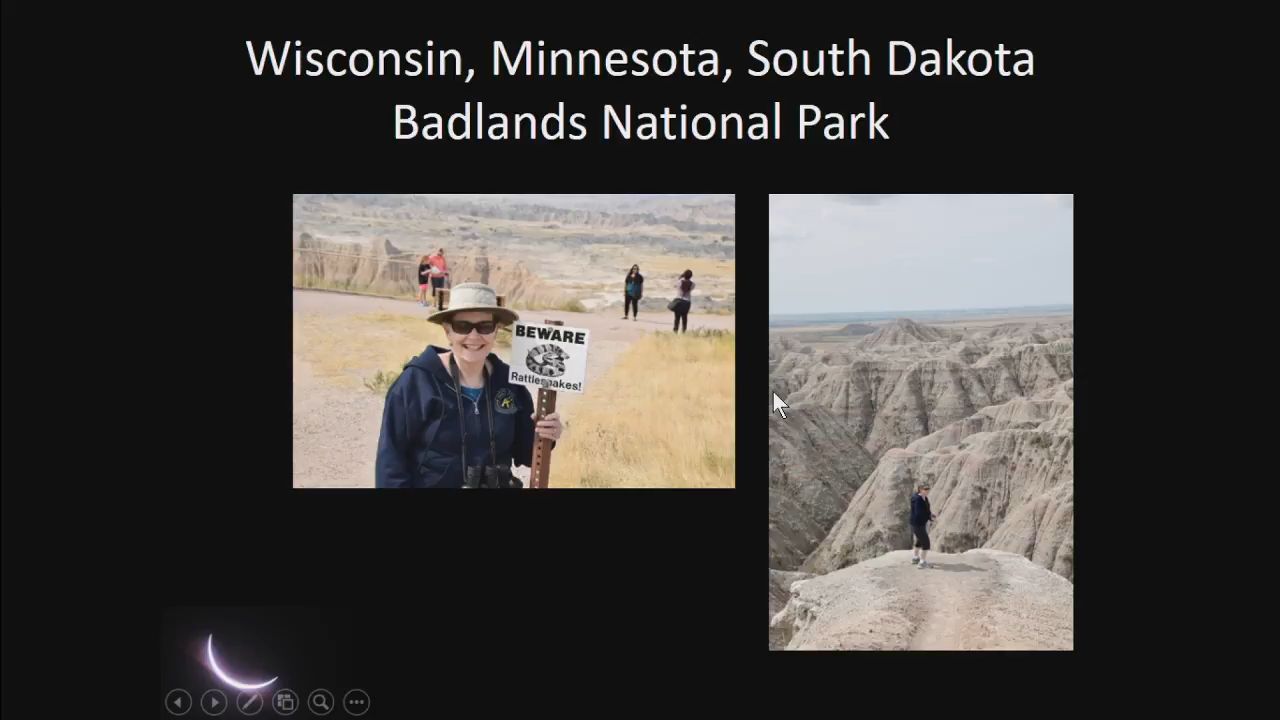 Wisconsin, Minnesota, South Dakota
Badlands National Park
BEWARE
Rattlesnakes!